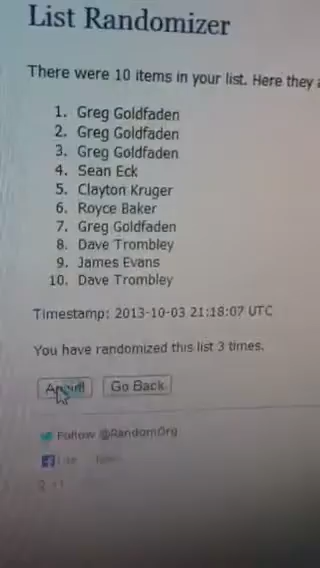 List Randomizer
There were 10 items in your list. Here they
1. Greg Goldfaden
2. Greg Goldfaden
3. Greg Goldfaden
4. Sean Eck
5. Clayton Kruger
6. Royce Baker
7. Greg Goldfaden
8. Dave Trombley
9. James Evans
10. Dave Trombley
Timestamp: 2013-10-03 21:18:07 UTC
You have randomized this list 3 times.
Again! Go Back
Follow @RandomOrg
Like